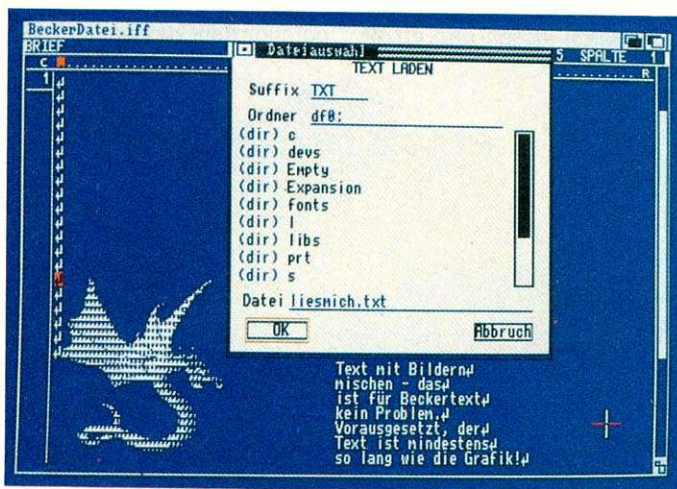 BeckerDatei.iff
BRIEF
Dateiauswahl
5 SPALTE 1
C
R
1
TEXT LADEN
Suffix TXT
Ordner df0:
(dir) c
(dir) devs
(dir) Empty
(dir) Expansion
(dir) fonts
(dir) l
(dir) libs
(dir) prt
(dir) s
Datei liesmich.txt
OK
Abbruch
Text mit Bildern
mischen - das
ist für Beckertext
kein Problem.
Vorausgesetzt, der
Text ist mindestens
so lang wie die Grafik!